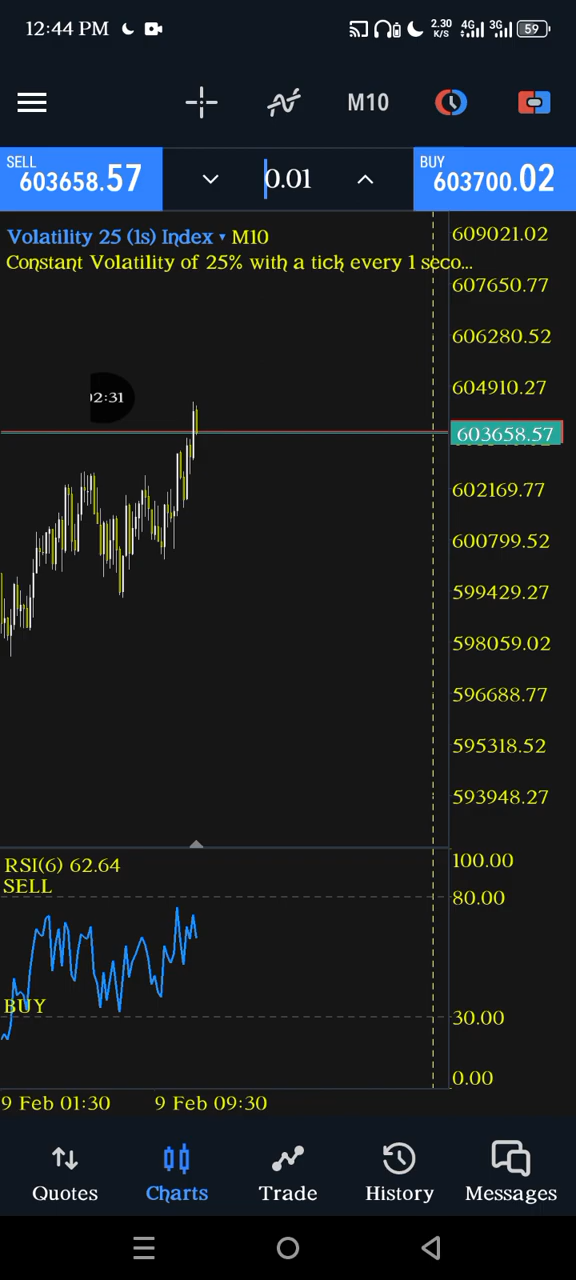 12:44 PM 2.30 K/S 4G 3G 59
M10
SELL 603658.57 0.01 BUY 603700.02
Volatility 25 (1s) Index ▾ M10
Constant Volatility of 25% with a tick every 1 seco...
609021.02
607650.77
606280.52
604910.27
02:31
603658.57
602169.77
600799.52
599429.27
598059.02
596688.77
595318.52
593948.27
RSI(6) 62.64
100.00
SELL
80.00
BUY
30.00
0.00
9 Feb 01:30 9 Feb 09:30
Quotes Charts Trade History Messages